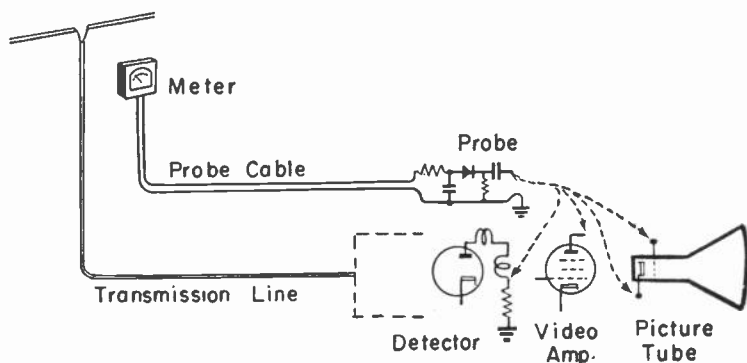 Meter
Probe
Probe Cable
Transmission Line
Detector
Video
Amp.
Picture
Tube